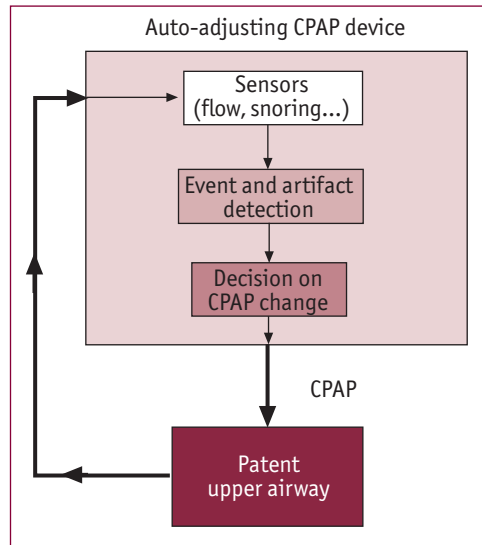 Auto-adjusting CPAP device
Sensors
(flow, snoring...)
Event and artifact
detection
Decision on
CPAP change
CPAP
Patent
upper airway